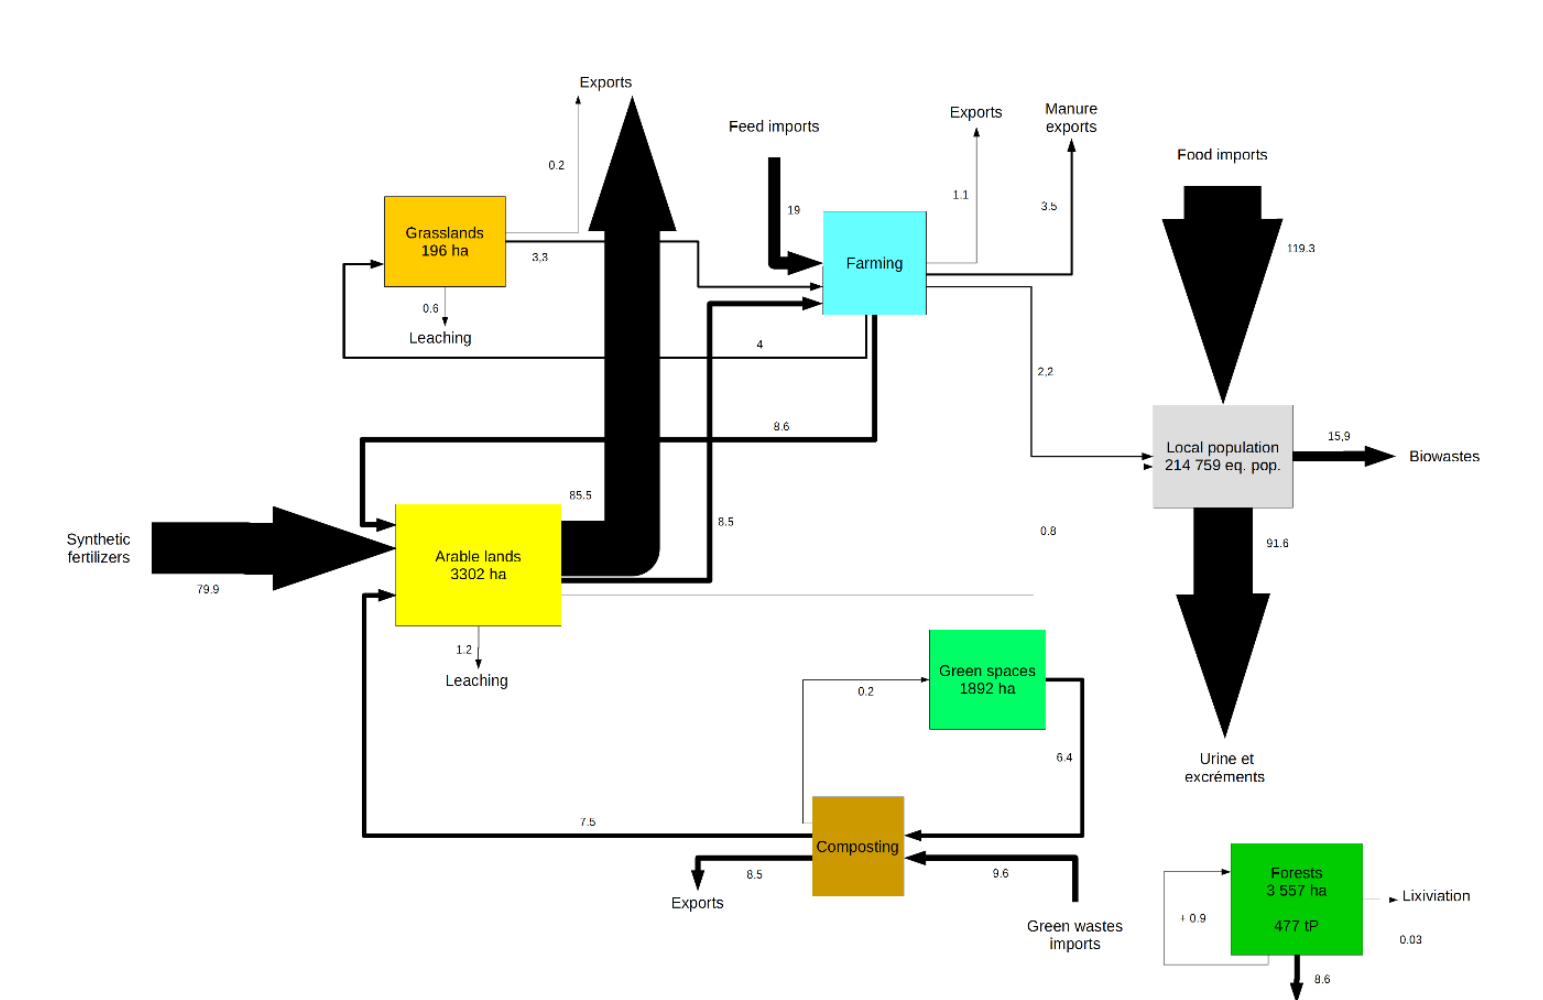 Exports
0.2
Feed imports
19
Exports
1.1
Manure
exports
3.5
Food imports
119.3
Grasslands
196 ha
3,3
0.6
Leaching
Farming
4
2,2
8.6
Local population
214 759 eq. pop.
15,9
Biowastes
Synthetic
fertilizers
79.9
85.5
8.5
Arable lands
3302 ha
0.8
91.6
1.2
Leaching
Green spaces
1892 ha
0.2
6.4
Urine et
excréments
7.5
Composting
8.5
Exports
9.6
Green wastes
imports
Forests
3 557 ha
477 tP
+ 0.9
Lixiviation
0.03
8.6